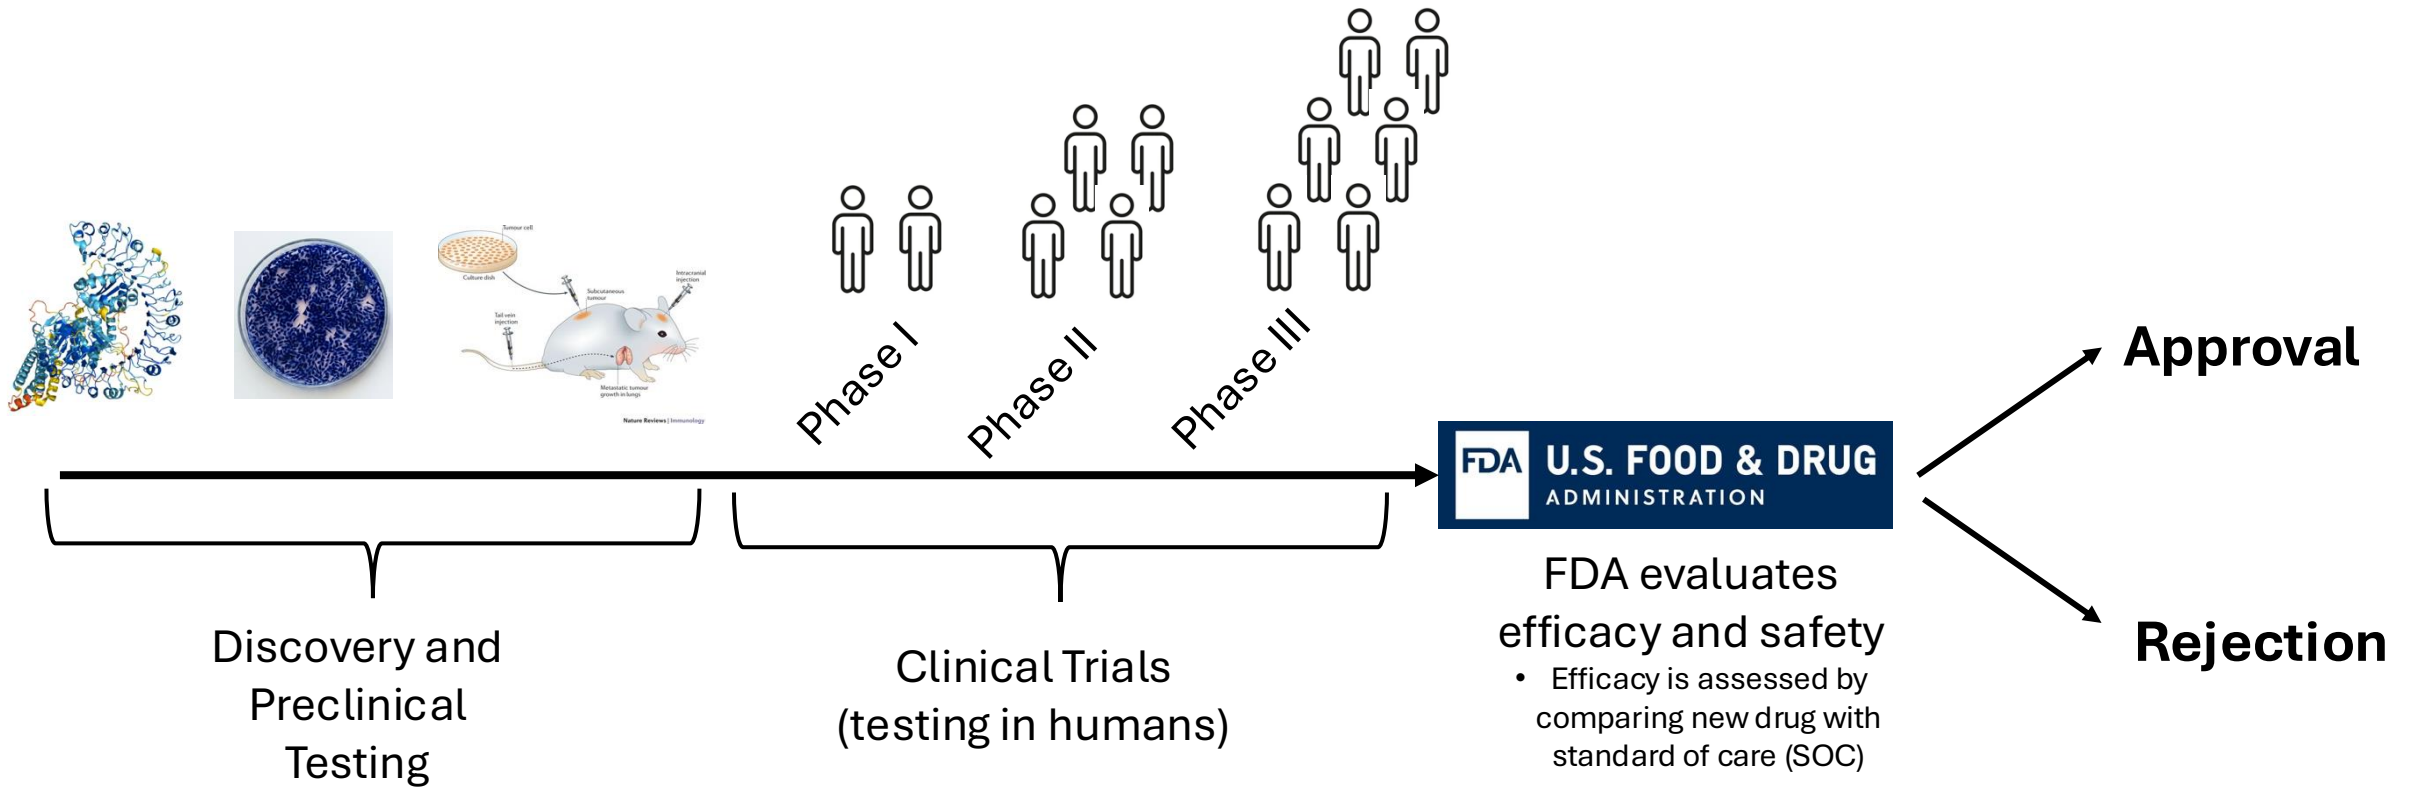 Tumour cell
Culture dish
Subcutaneous
tumour
Intracranial
injection
Tail vein
injection
Metastatic tumour
growth in lungs
Nature Reviews | Immunology
Phase I
Phase II
Phase III
FDA
U.S. FOOD & DRUG
ADMINISTRATION
Approval
Rejection
Discovery and
Preclinical
Testing
Clinical Trials
(testing in humans)
FDA evaluates
efficacy and safety
• Efficacy is assessed by
comparing new drug with
standard of care (SOC)